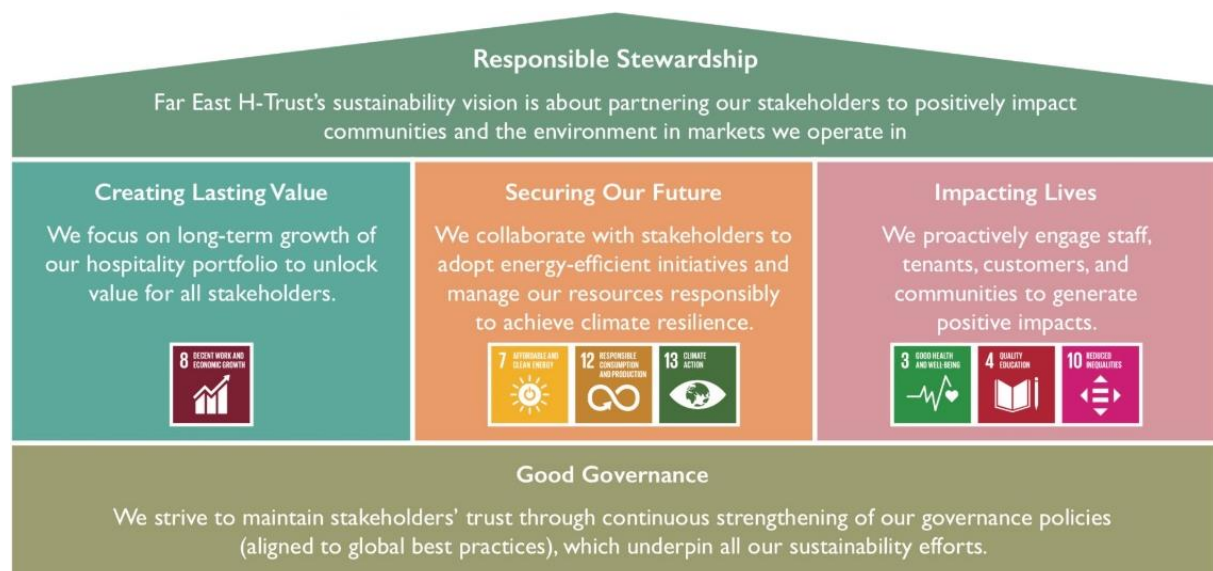 Responsible Stewardship
Far East H-Trust's sustainability vision is about partnering our stakeholders to positively impact
communities and the environment in markets we operate in
Creating Lasting Value
We focus on long-term growth of
our hospitality portfolio to unlock
value for all stakeholders.
8 DECENT WORK AND
ECONOMIC GROWTH
Securing Our Future
We collaborate with stakeholders to
adopt energy-efficient initiatives and
manage our resources responsibly
to achieve climate resilience.
7 AFFORDABLE AND
CLEAN ENERGY
12 RESPONSIBLE
CONSUMPTION
AND PRODUCTION
13 CLIMATE
ACTION
Impacting Lives
We proactively engage staff,
tenants, customers, and
communities to generate
positive impacts.
3 GOOD HEALTH
AND WELL-BEING
4 QUALITY
EDUCATION
10 REDUCED
INEQUALITIES
Good Governance
We strive to maintain stakeholders' trust through continuous strengthening of our governance policies
(aligned to global best practices), which underpin all our sustainability efforts.